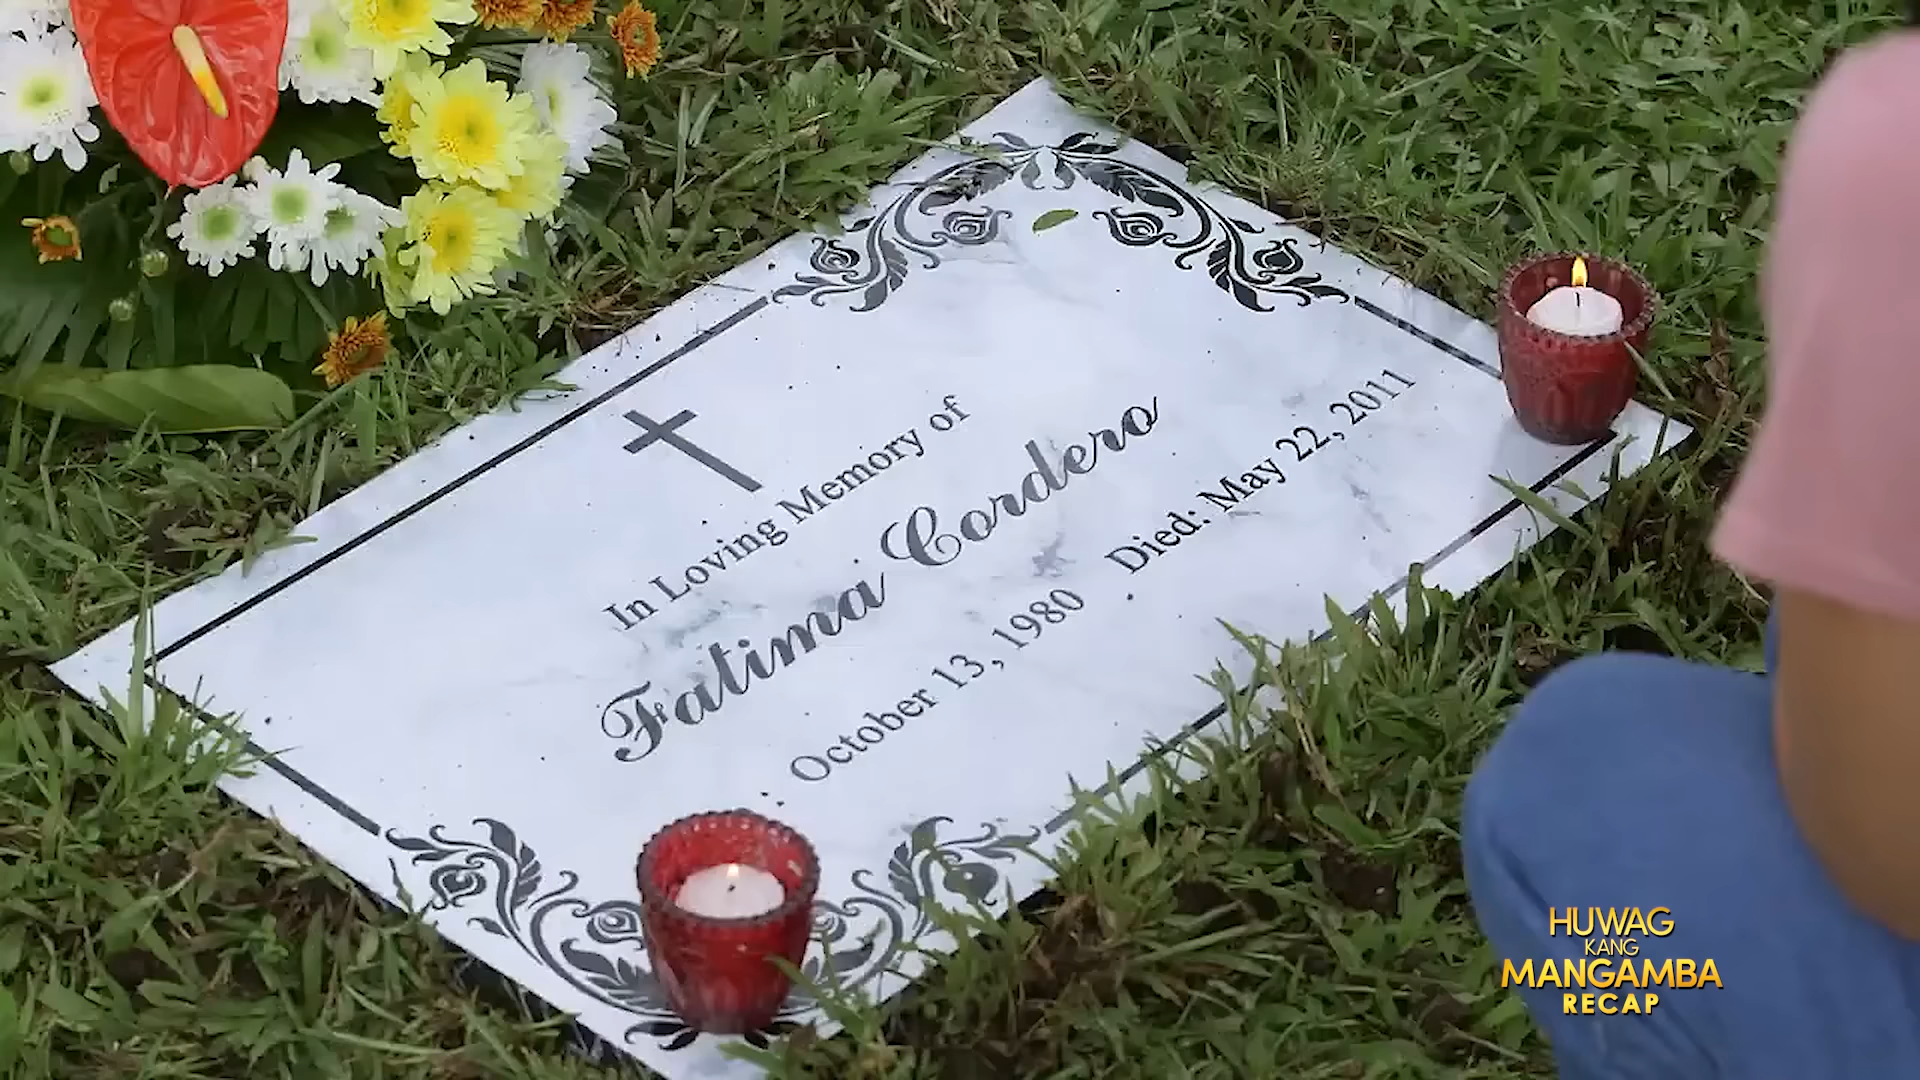 In Loving Memory of
Fatima Cordero
October 13, 1980 Died: May 22, 2011
HUWAG
KANG
MANGAMBA
RECAP